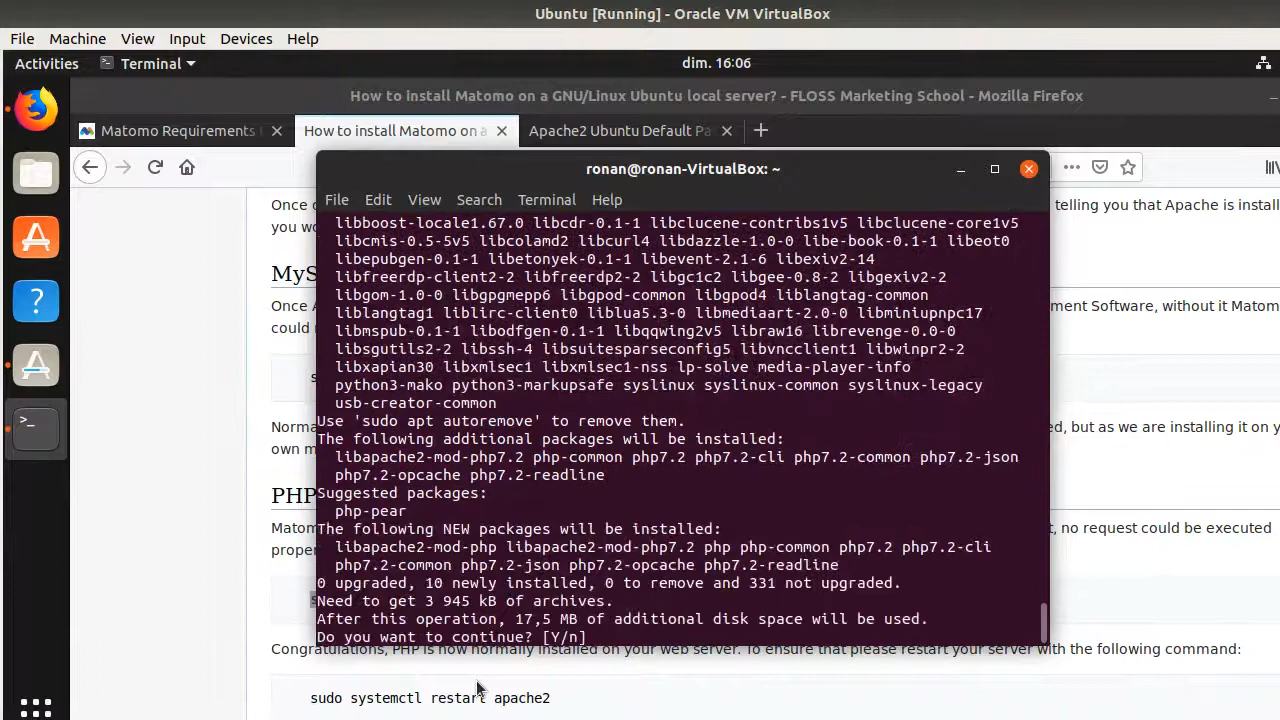 Ubuntu [Running] - Oracle VM VirtualBox
File Machine View Input Devices Help
Activities Terminal dim. 16:06
How to install Matomo on a GNU/Linux Ubuntu local server? - FLOSS Marketing School - Mozilla Firefox
Matomo Requirements
How to install Matomo on a
Apache2 Ubuntu Default Pa
ronan@ronan-VirtualBox: ~
File Edit View Search Terminal Help
libboost-locale1.67.0 libcdr-0.1-1 libclucene-contribs1v5 libclucene-core1v5
libcmis-0.5-5v5 libcolamd2 libcurl4 libdazzle-1.0-0 libe-book-0.1-1 libeot0
libepubgen-0.1-1 libetonyek-0.1-1 libevent-2.1-6 libexiv2-14
libfreerdp-client2-2 libfreerdp2-2 libgc1c2 libgee-0.8-2 libgexiv2-2
libgom-1.0-0 libgpgmepp6 libgpod-common libgpod4 liblangtag-common
liblangtag1 liblirc-client0 liblua5.3-0 libmediaart-2.0-0 libminiupnpc17
libmspub-0.1-1 libodfgen-0.1-1 libqqwing2v5 libraw16 librevenge-0.0-0
libsgutils2-2 libssh-4 libsuitesparseconfig5 libvncclient1 libwinpr2-2
libxapian30 libxmlsec1 libxmlsec1-nss lp-solve media-player-info
python3-mako python3-markupsafe syslinux syslinux-common syslinux-legacy
usb-creator-common
Use 'sudo apt autoremove' to remove them.
The following additional packages will be installed:
libapache2-mod-php7.2 php-common php7.2 php7.2-cli php7.2-common php7.2-json
php7.2-opcache php7.2-readline
Suggested packages:
php-pear
The following NEW packages will be installed:
libapache2-mod-php libapache2-mod-php7.2 php php-common php7.2 php7.2-cli
php7.2-common php7.2-json php7.2-opcache php7.2-readline
0 upgraded, 10 newly installed, 0 to remove and 331 not upgraded.
Need to get 3 945 kB of archives.
After this operation, 17,5 MB of additional disk space will be used.
Do you want to continue? [Y/n]
Once telling you that Apache is install
you wo
MyS
Once A ment Software, without it Matom
could
Norma ed, but as we are installing it on y
own m
PHP
Matom t, no request could be executed
proper
Congratulations, PHP is now normally installed on your web server. To ensure that please restart your server with the following command:
sudo systemctl restart apache2